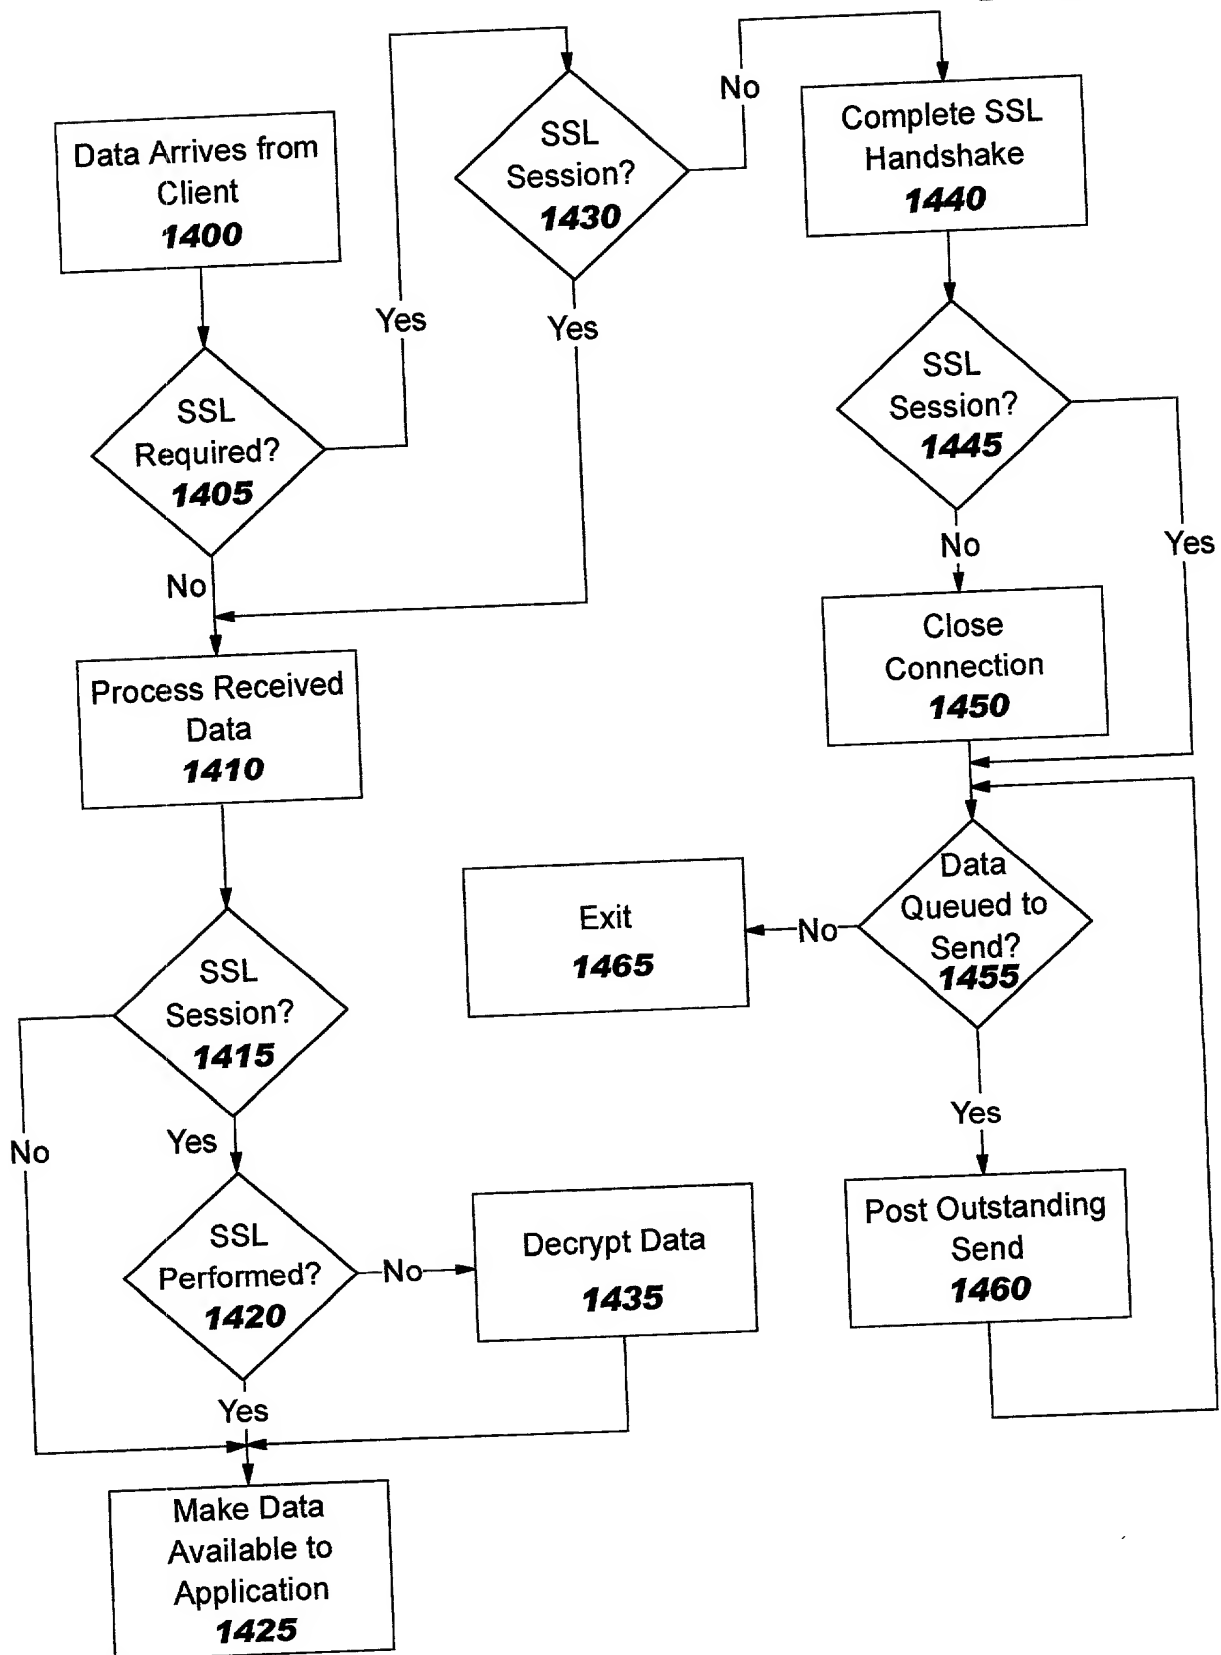 Data Arrives from
Client
1400
SSL
Required?
1405
Yes
No
SSL
Session?
1430
No
Yes
Complete SSL
Handshake
1440
SSL
Session?
1445
No
Yes
Close
Connection
1450
Process Received
Data
1410
SSL
Session?
1415
No
Yes
SSL
Performed?
1420
No
Yes
Decrypt Data
1435
Make Data
Available to
Application
1425
Data
Queued to
Send?
1455
No
Exit
1465
Yes
Post Outstanding
Send
1460